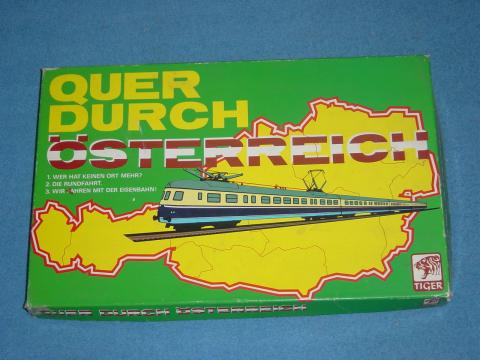 QUER
DURCH
ÖSTERREICH
1. WER HAT KEINEN ORT MEHR?
2. DIE RUNDFAHRT.
3. WIR FAHREN MIT DER EISENBAHN!
TIGER
QUER DURCH ÖSTERREICH